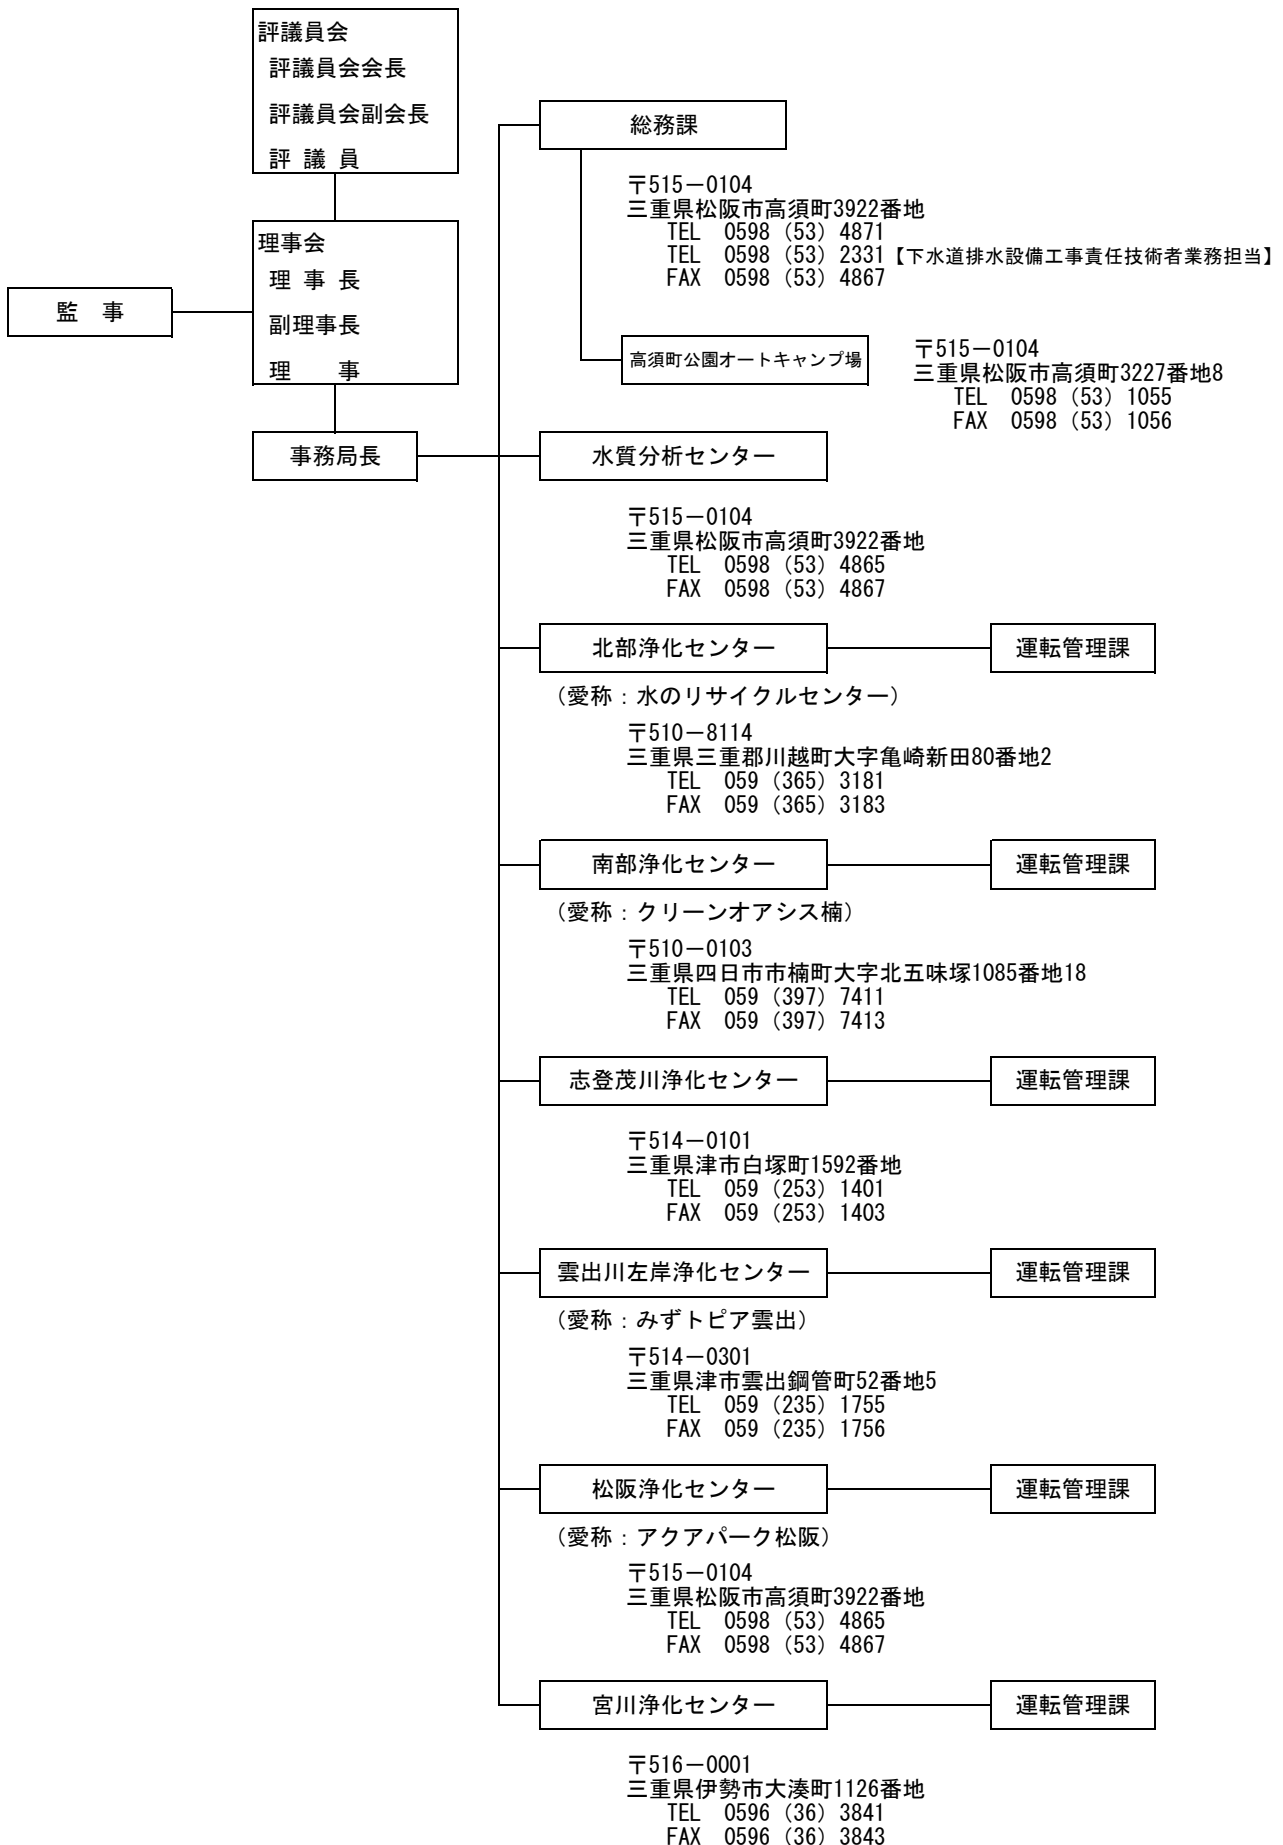 評議員会
評議員会会長
評議員会副会長
評 議 員
理事会
理 事 長
副理事長
理　　事
監　事
事務局長
総務課
〒515－0104
三重県松阪市高須町3922番地
TEL　0598（53）4871
TEL　0598（53）2331【下水道排水設備工事責任技術者業務担当】
FAX　0598（53）4867
高須町公園オートキャンプ場
〒515－0104
三重県松阪市高須町3227番地8
TEL　0598（53）1055
FAX　0598（53）1056
水質分析センター
〒515－0104
三重県松阪市高須町3922番地
TEL　0598（53）4865
FAX　0598（53）4867
北部浄化センター
運転管理課
（愛称：水のリサイクルセンター）
〒510－8114
三重県三重郡川越町大字亀崎新田80番地2
TEL　059（365）3181
FAX　059（365）3183
南部浄化センター
運転管理課
（愛称：クリーンオアシス楠）
〒510－0103
三重県四日市市楠町大字北五味塚1085番地18
TEL　059（397）7411
FAX　059（397）7413
志登茂川浄化センター
運転管理課
〒514－0101
三重県津市白塚町1592番地
TEL　059（253）1401
FAX　059（253）1403
雲出川左岸浄化センター
運転管理課
（愛称：みずトピア雲出）
〒514－0301
三重県津市雲出鋼管町52番地5
TEL　059（235）1755
FAX　059（235）1756
松阪浄化センター
運転管理課
（愛称：アクアパーク松阪）
〒515－0104
三重県松阪市高須町3922番地
TEL　0598（53）4865
FAX　0598（53）4867
宮川浄化センター
運転管理課
〒516－0001
三重県伊勢市大湊町1126番地
TEL　0596（36）3841
FAX　0596（36）3843